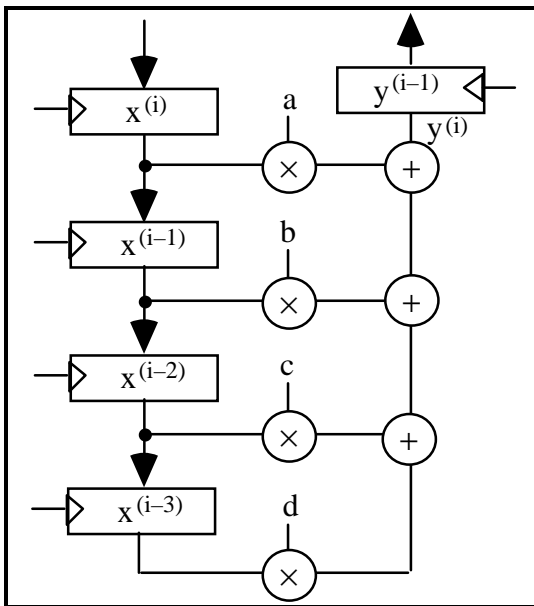 a
x(i)
y(i–1)
y(i)
×
+
b
x(i–1)
×
+
c
x(i–2)
×
+
d
x(i–3)
×